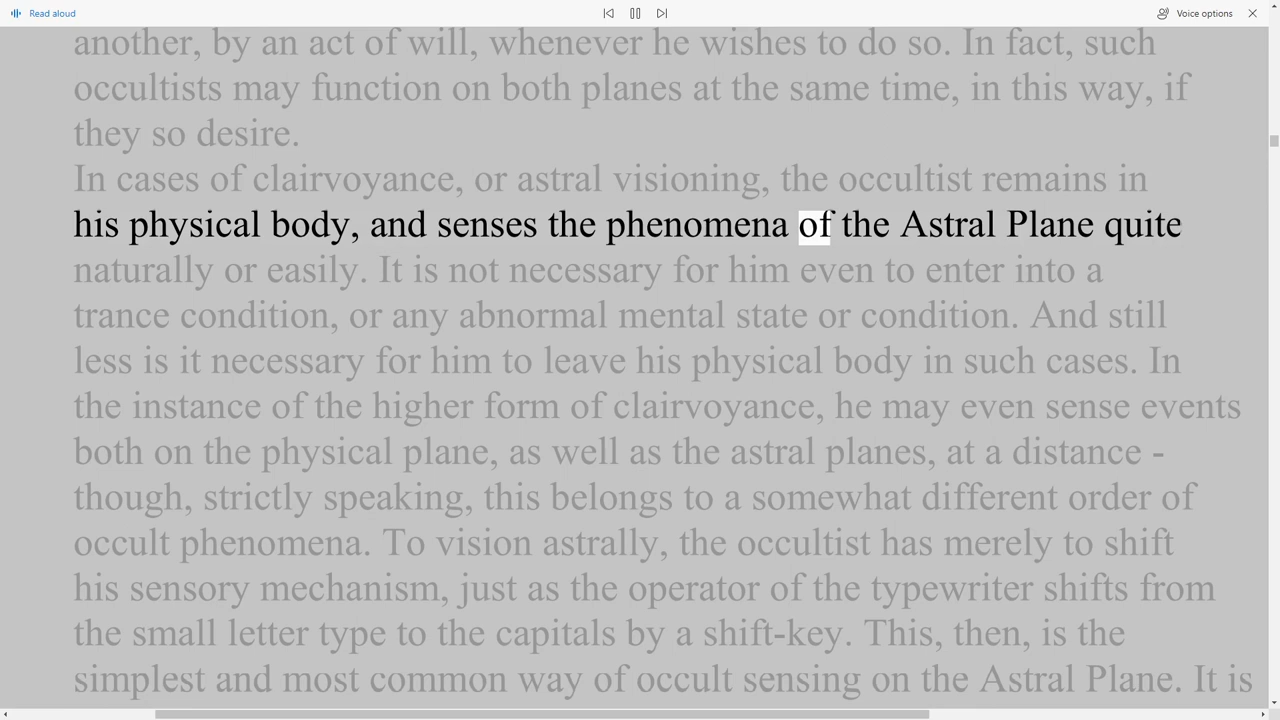 Read aloud
Voice options
another, by an act of will, whenever he wishes to do so. In fact, such
occultists may function on both planes at the same time, in this way, if
they so desire.
In cases of clairvoyance, or astral visioning, the occultist remains in
his physical body, and senses the phenomena of the Astral Plane quite
naturally or easily. It is not necessary for him even to enter into a
trance condition, or any abnormal mental state or condition. And still
less is it necessary for him to leave his physical body in such cases. In
the instance of the higher form of clairvoyance, he may even sense events
both on the physical plane, as well as the astral planes, at a distance -
though, strictly speaking, this belongs to a somewhat different order of
occult phenomena. To vision astrally, the occultist has merely to shift
his sensory mechanism, just as the operator of the typewriter shifts from
the small letter type to the capitals by a shift-key. This, then, is the
simplest and most common way of occult sensing on the Astral Plane. It is